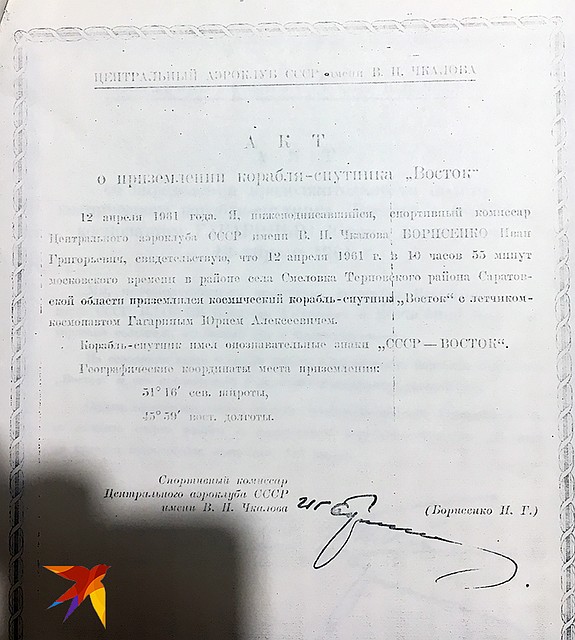 ЦЕНТРАЛЬНЫЙ АЭРОКЛУБ СССР имени В. П. ЧКАЛОВА
АКТ
о приземлении корабля-спутника „Восток“
12 апреля 1961 года. Я, нижеподписавшийся, спортивный комиссар
Центрального аэроклуба СССР имени В. П. Чкалова БОРИСЕНКО Иван
Григорьевич, свидетельствую, что 12 апреля 1961 г. в 10 часов 55 минут
московского времени в районе села Смеловка Терновского района Саратов-
ской области приземлился космический корабль-спутник „Восток“ с летчиком-
космонавтом Гагариным Юрием Алексеевичем.
Корабль-спутник имел опознавательные знаки „СССР — ВОСТОК“.
Географические координаты места приземления:
51° 16′ сев. широты,
45° 59′ вост. долготы.
Спортивный комиссар
Центрального аэроклуба СССР
имени В. П. Чкалова
(Борисенко И. Г.)